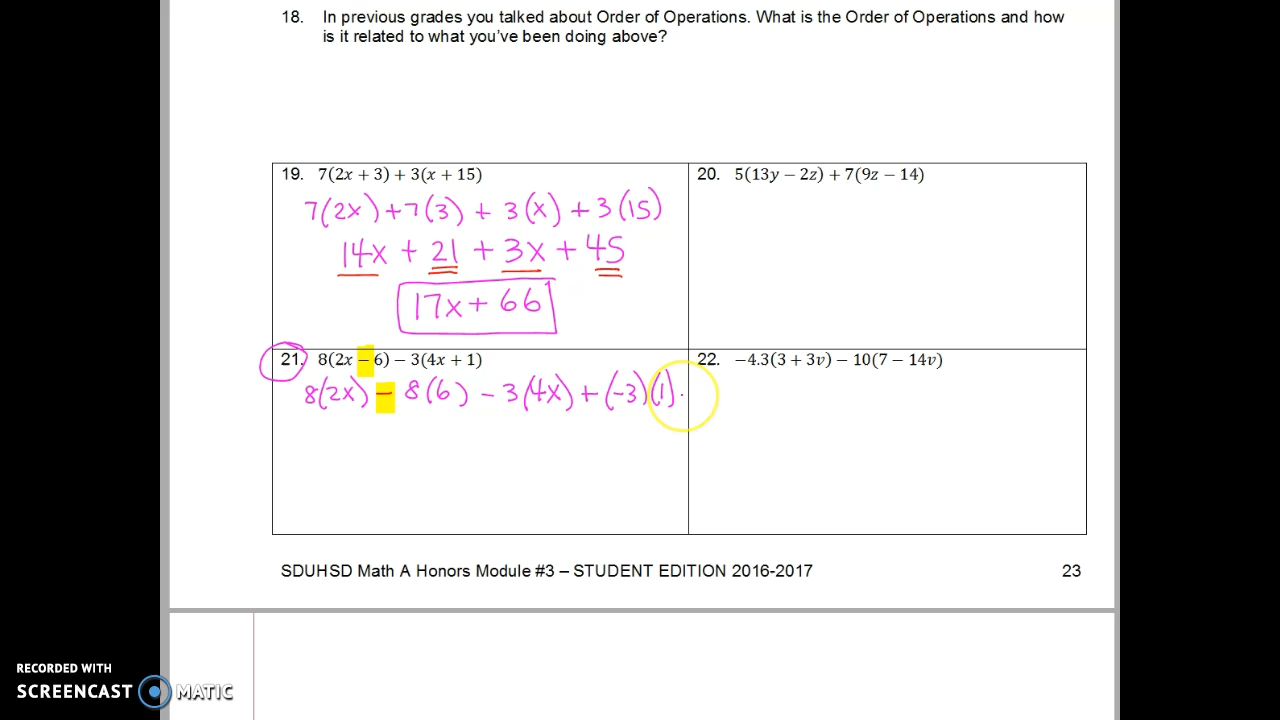 18. In previous grades you talked about Order of Operations. What is the Order of Operations and how
is it related to what you've been doing above?
19. 7(2x + 3) + 3(x + 15)
7(2x) + 7(3) + 3(x) + 3(15)
14x + 21 + 3x + 45
17x + 66
20. 5(13y − 2z) + 7(9z − 14)
21. 8(2x − 6) − 3(4x + 1)
8(2x) − 8(6) − 3(4x) + (−3)(1)
22. −4.3(3 + 3v) − 10(7 − 14v)
SDUHSD Math A Honors Module #3 – STUDENT EDITION 2016-2017 23
RECORDED WITH
SCREENCAST MATIC